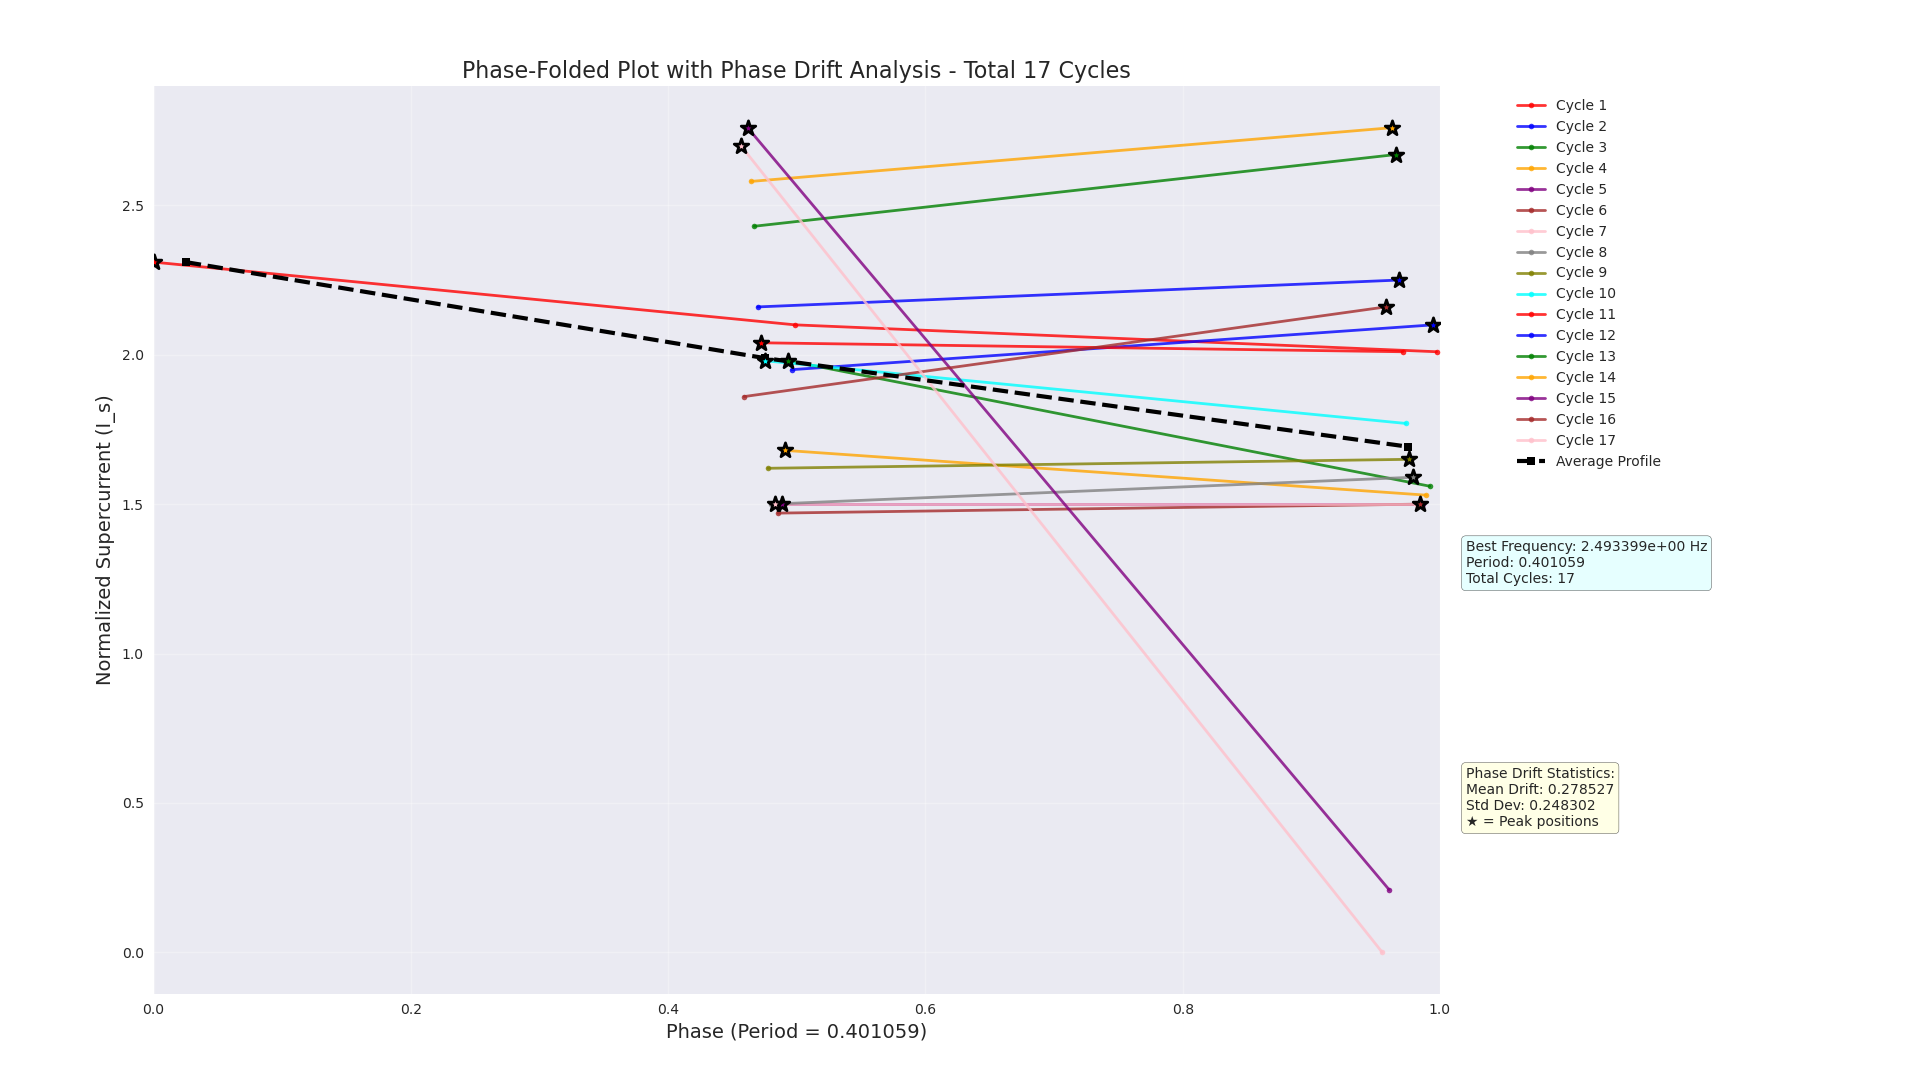 Phase-Folded Plot with Phase Drift Analysis - Total 17 Cycles
Normalized Supercurrent (I_s)
2.5
2.0
1.5
1.0
0.5
0.0
0.0
0.2
0.4
0.6
0.8
1.0
Phase (Period = 0.401059)
Cycle 1
Cycle 2
Cycle 3
Cycle 4
Cycle 5
Cycle 6
Cycle 7
Cycle 8
Cycle 9
Cycle 10
Cycle 11
Cycle 12
Cycle 13
Cycle 14
Cycle 15
Cycle 16
Cycle 17
Average Profile
Best Frequency: 2.493399e+00 Hz
Period: 0.401059
Total Cycles: 17
Phase Drift Statistics:
Mean Drift: 0.278527
Std Dev: 0.248302
★ = Peak positions